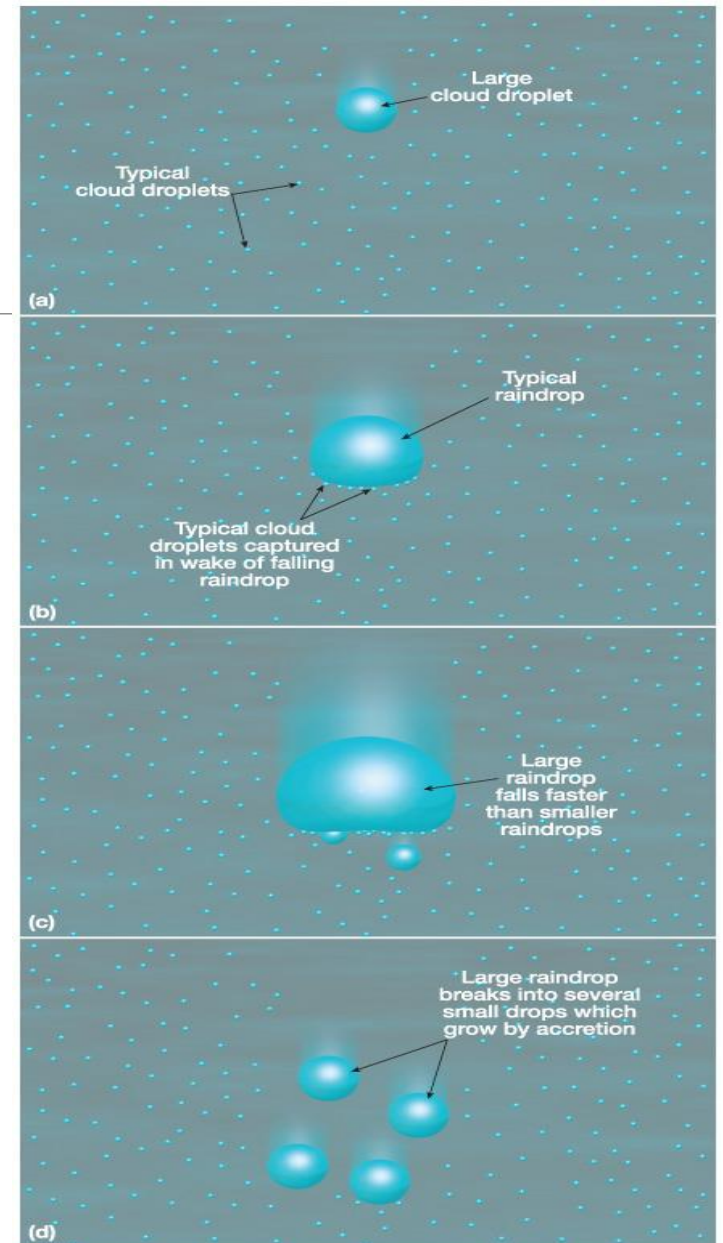 Large
cloud droplet
Typical
cloud droplets
(a)
Typical
raindrop
Typical cloud
droplets captured
in wake of falling
raindrop
(b)
Large
raindrop
falls faster
than smaller
raindrops
(c)
Large raindrop
breaks into several
small drops which
grow by accretion
(d)